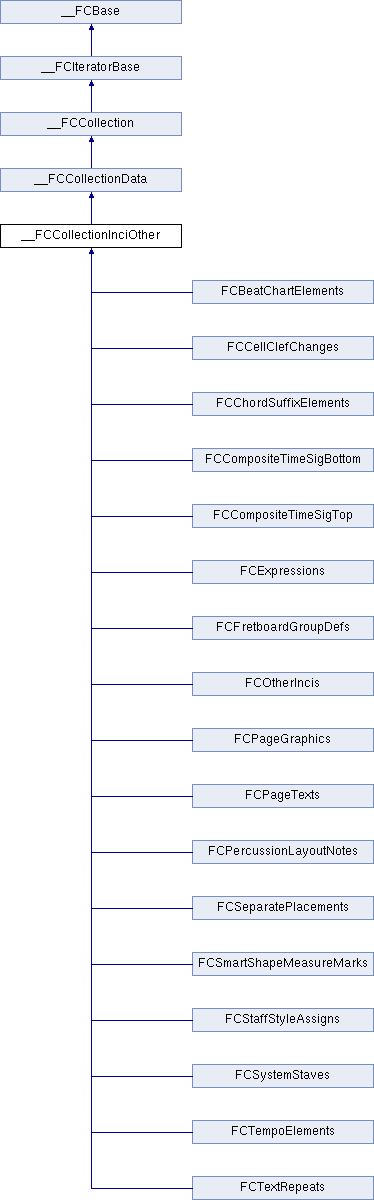 __FCBase
__FCIteratorBase
__FCCollection
__FCCollectionData
__FCCollectionInciOther
FCBeatChartElements
FCCellClefChanges
FCChordSuffixElements
FCCompositeTimeSigBottom
FCCompositeTimeSigTop
FCExpressions
FCFretboardGroupDefs
FCOtherIncis
FCPageGraphics
FCPageTexts
FCPercussionLayoutNotes
FCSeparatePlacements
FCSmartShapeMeasureMarks
FCStaffStyleAssigns
FCSystemStaves
FCTempoElements
FCTextRepeats